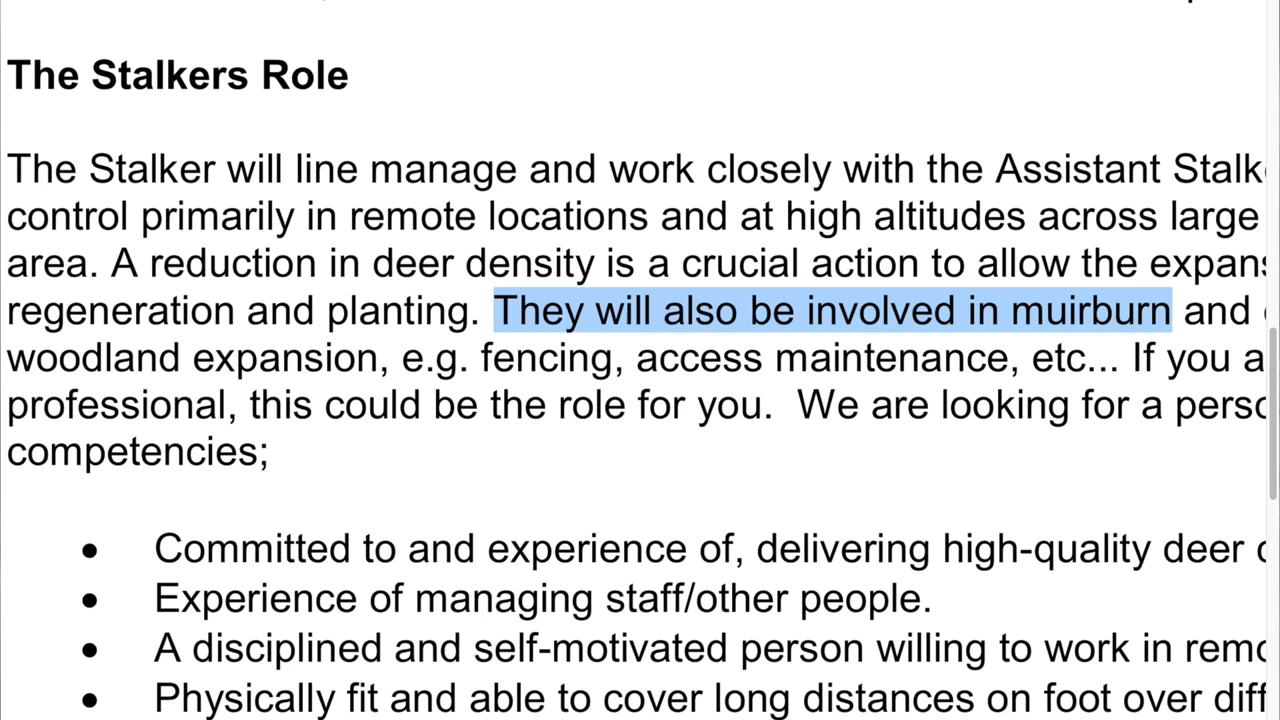 The Stalkers Role
The Stalker will line manage and work closely with the Assistant
control primarily in remote locations and at high altitudes across large
area. A reduction in deer density is a crucial action to allow the
regeneration and planting. They will also be involved in muirburn and
woodland expansion, e.g. fencing, access maintenance, etc... If you
professional, this could be the role for you. We are looking for a
competencies;
• Committed to and experience of, delivering high-quality deer
• Experience of managing staff/other people.
• A disciplined and self-motivated person willing to work in
• Physically fit and able to cover long distances on foot over